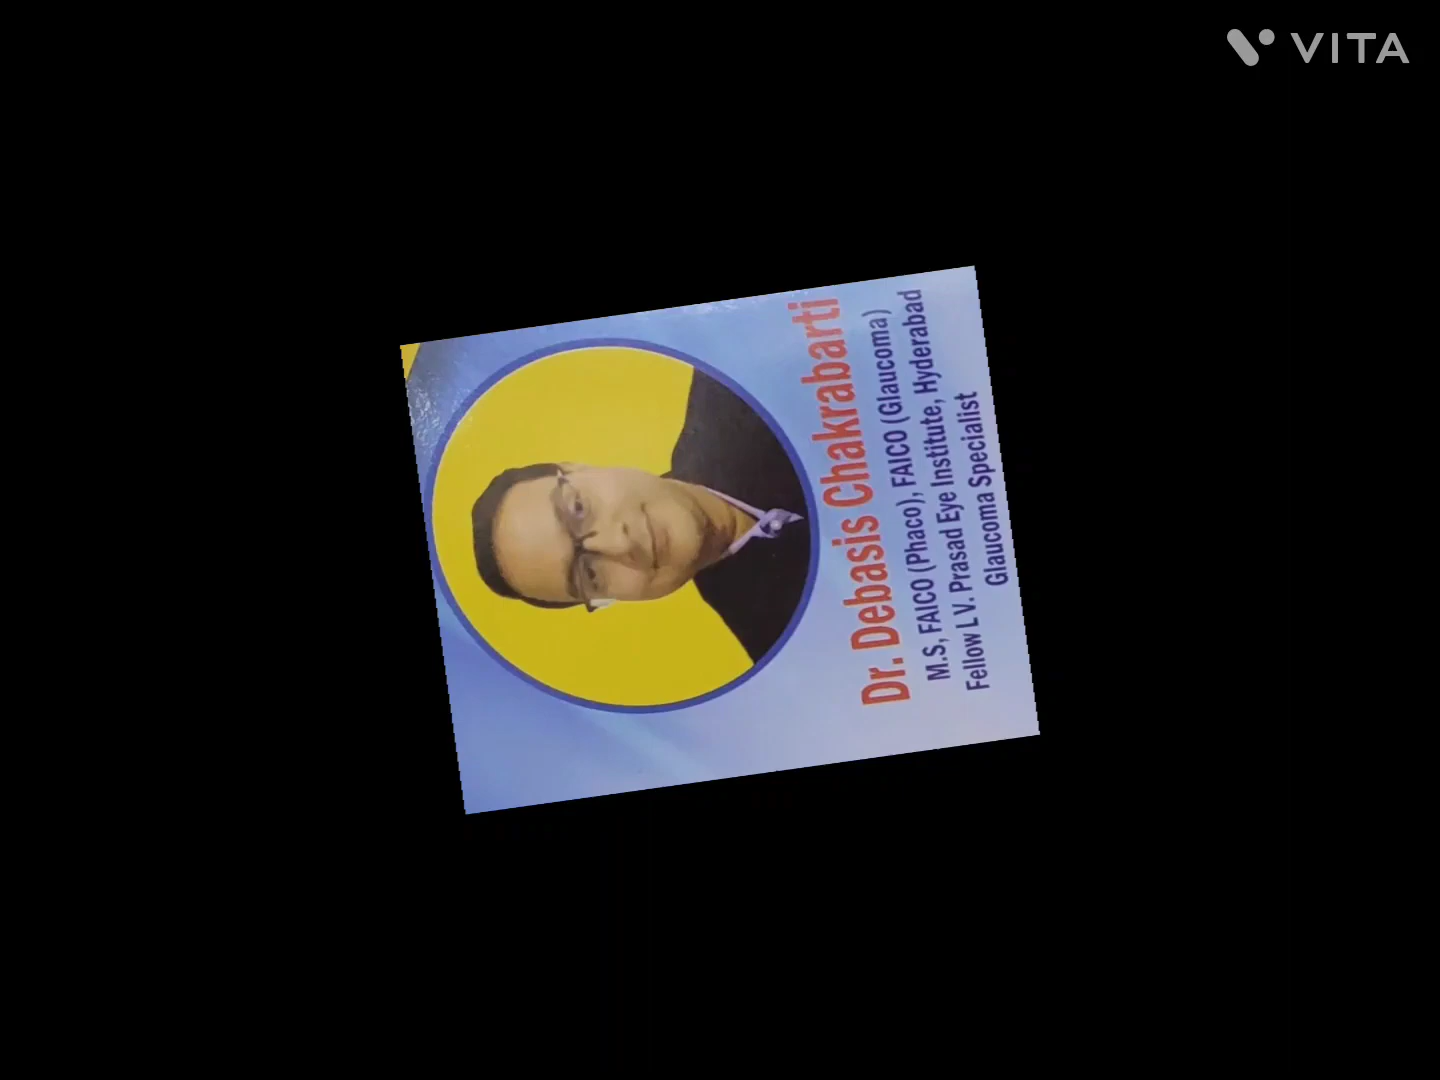 VITA
Dr. Debasis Chakrabarti
M.S, FAICO (Phaco), FAICO (Glaucoma)
Fellow L V. Prasad Eye Institute, Hyderabad
Glaucoma Specialist